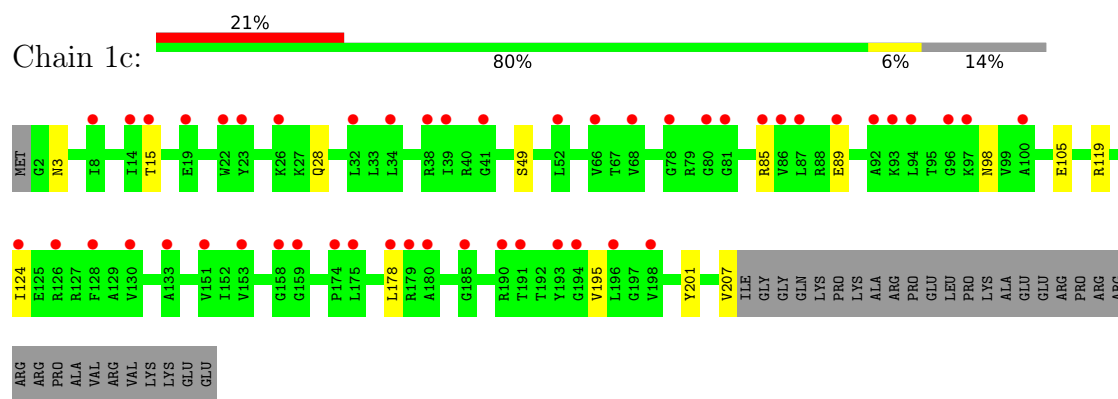 21%
Chain 1c:
80% 6% 14%
MET G2 N3 I8 I14 T15 E19 W22 Y23 K26 K27 Q28 L32 L33 L34 R38 I39 R40 G41 S49 L52 V66 T67 V68 G78 R79 G80 G81 R85 V86 L87 R88 E89 A92 K93 L94 T95 G96 K97 N98 V99 A100 E105 R119
I124 E125 R126 R127 F128 A129 V130 A133 V151 I152 V153 G158 G159 P174 L175 L178 R179 A180 G185 R190 T191 T192 Y193 G194 V195 L196 G197 V198 Y201 V207 ILE GLY GLY GLN LYS PRO LYS ALA ARG PRO GLU LEU PRO LYS ALA GLU GLU ARG PRO ARG ARG
ARG ARG PRO ALA VAL ARG VAL LYS LYS GLU GLU